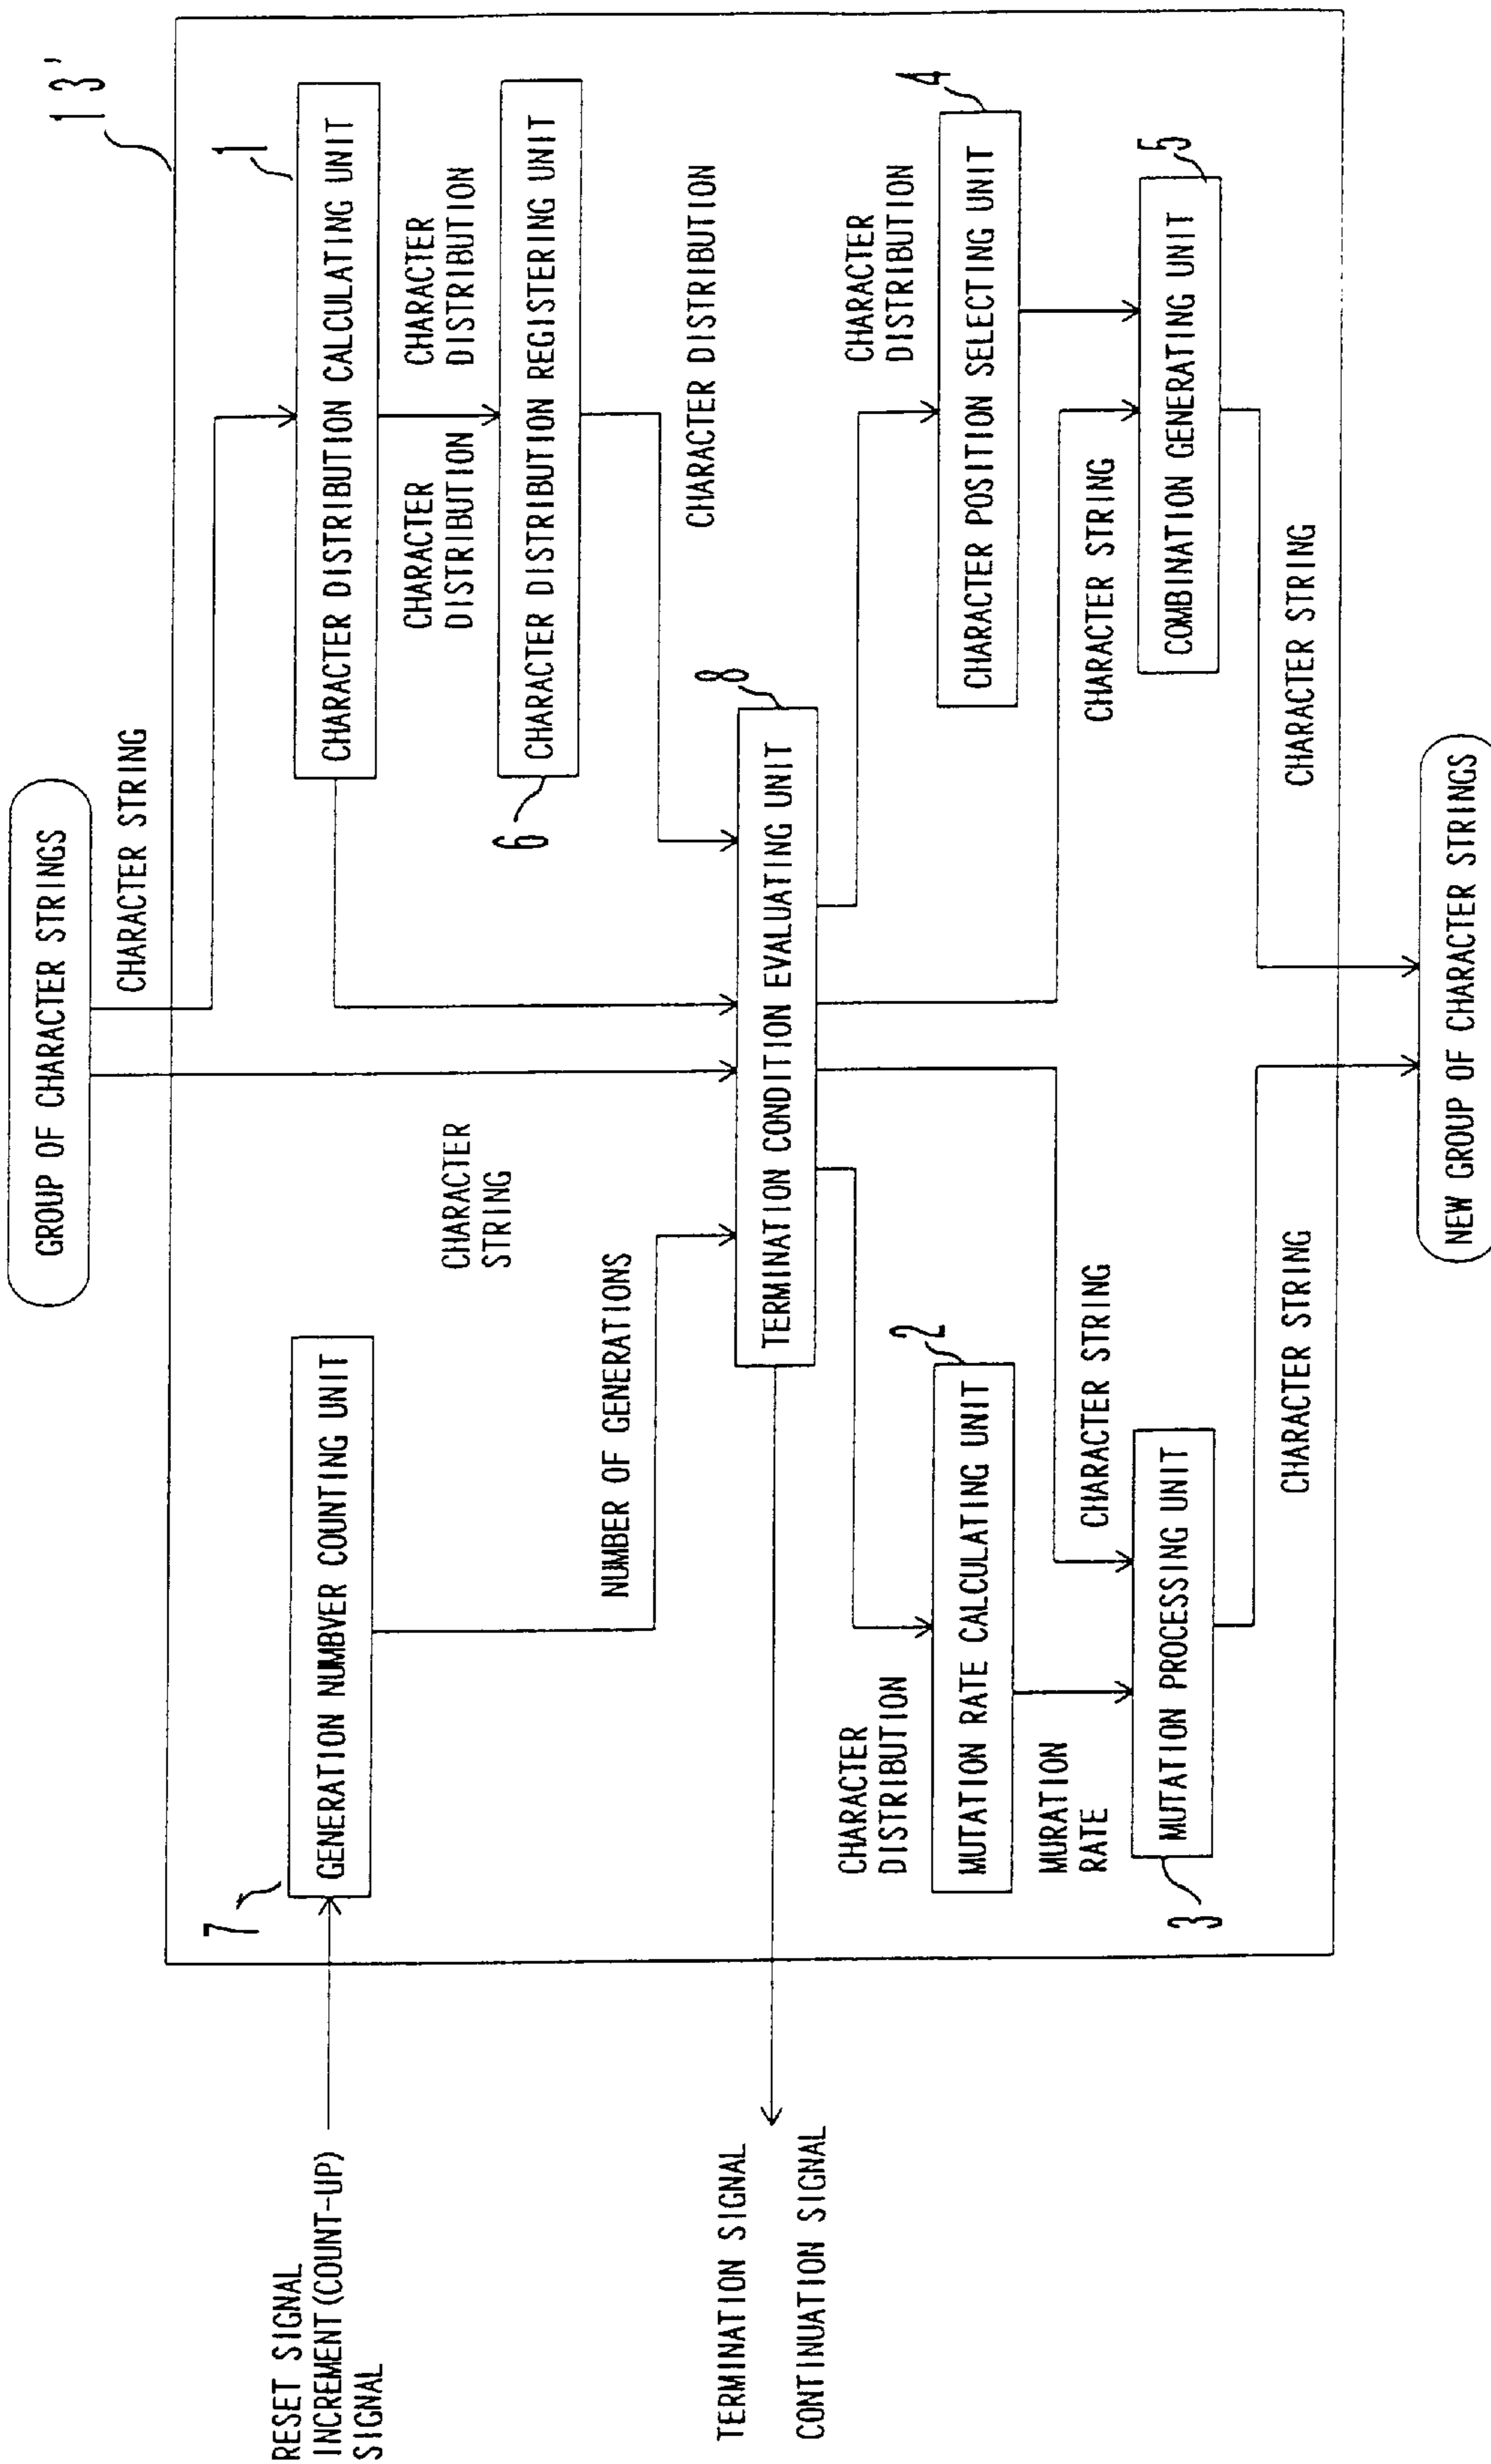 13'
GROUP OF CHARACTER STRINGS
CHARACTER STRING
1
CHARACTER DISTRIBUTION CALCULATING UNIT
CHARACTER
DISTRIBUTION
CHARACTER
DISTRIBUTION
6
CHARACTER DISTRIBUTION REGISTERING UNIT
CHARACTER DISTRIBUTION
RESET SIGNAL
INCREMENT(COUNT-UP)
SIGNAL
7
GENERATION NUMBVER COUNTING UNIT
CHARACTER
STRING
NUMBER OF GENERATIONS
8
TERMINATION CONDITION EVALUATING UNIT
TERMINATION SIGNAL
CONTINUATION SIGNAL
CHARACTER
DISTRIBUTION
2
MUTATION RATE CALCULATING UNIT
MURATION
RATE
CHARACTER STRING
3
MUTATION PROCESSING UNIT
CHARACTER STRING
CHARACTER
DISTRIBUTION
4
CHARACTER POSITION SELECTING UNIT
CHARACTER STRING
5
COMBINATION GENERATING UNIT
CHARACTER STRING
NEW GROUP OF CHARACTER STRINGS